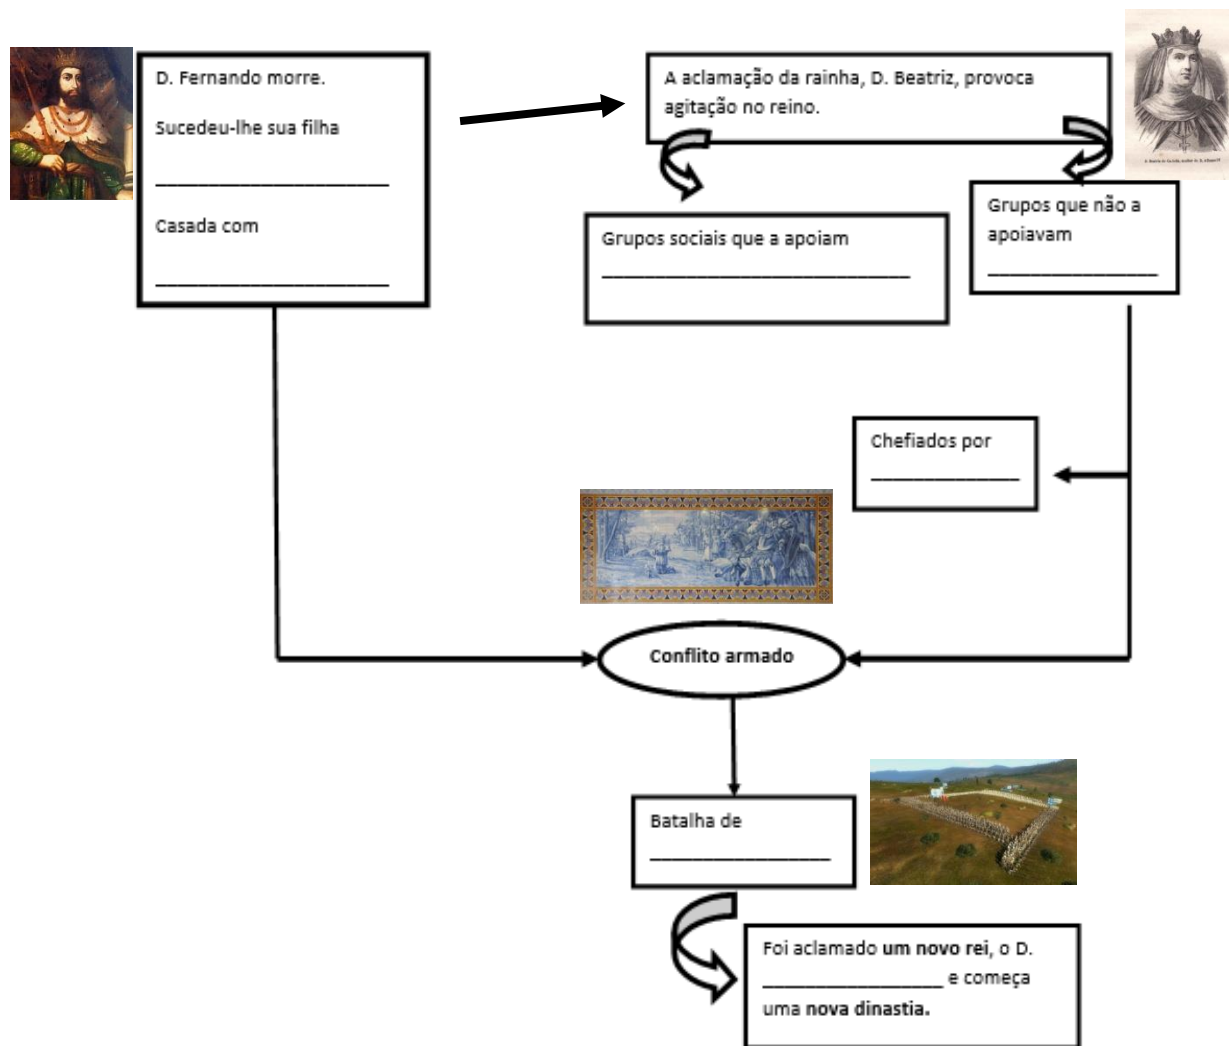 D. Fernando morre.
Sucedeu-lhe sua filha
______________________
Casada com
______________________
A aclamação da rainha, D. Beatriz, provoca
agitação no reino.
Grupos sociais que a apoiam
_____________________________
Grupos que não a
apoiavam
________________
Chefiados por
______________
Conflito armado
Batalha de
_________________
Foi aclamado um novo rei, o D.
_________________ e começa
uma nova dinastia.